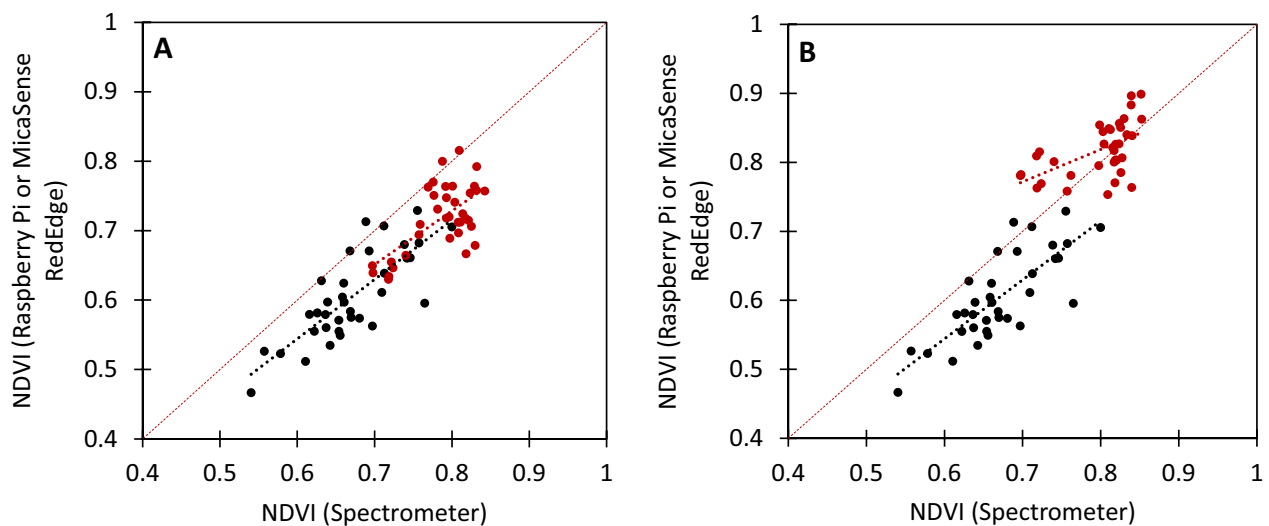 A
1
0.9
0.8
0.7
0.6
0.5
0.4
0.4 0.5 0.6 0.7 0.8 0.9 1
NDVI (Raspberry Pi or MicaSense
RedEdge)
NDVI (Spectrometer)
B
1
0.9
0.8
0.7
0.6
0.5
0.4
0.4 0.5 0.6 0.7 0.8 0.9 1
NDVI (Raspberry Pi or MicaSense
RedEdge)
NDVI (Spectrometer)